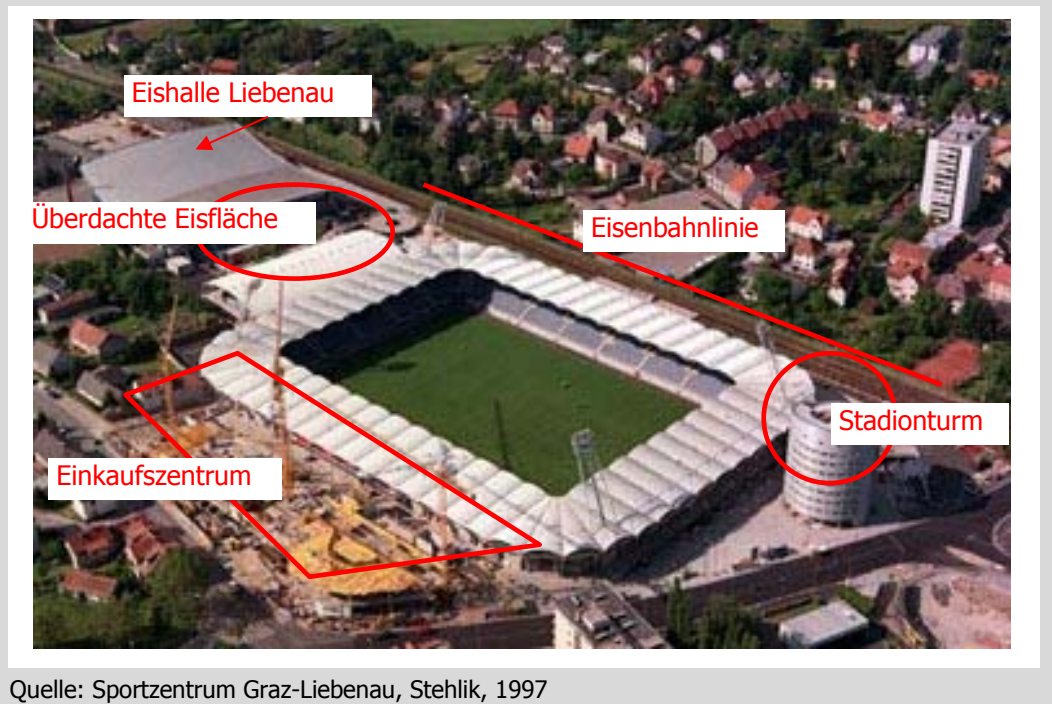 Eishalle Liebenau
Überdachte Eisfläche
Eisenbahnlinie
Stadionturm
Einkaufszentrum
Quelle: Sportzentrum Graz-Liebenau, Stehlik, 1997